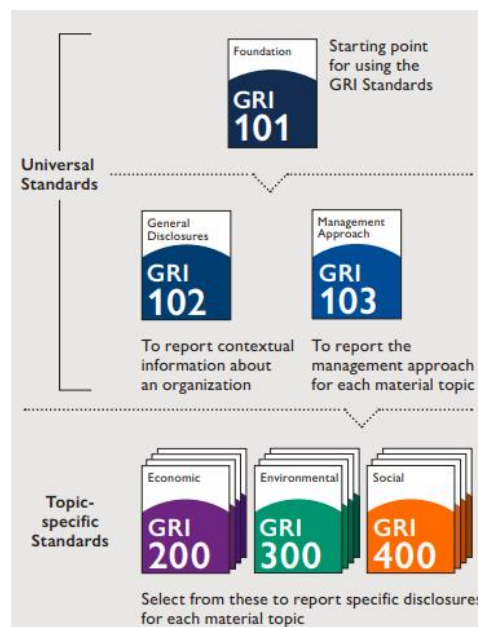 Foundation
GRI
101
Starting point
for using the
GRI Standards
Universal
Standards
General
Disclosures
GRI
102
Management
Approach
GRI
103
To report contextual
information about
an organization
To report the
management approach
for each material topic
Topic-
specific
Standards
Economic
GRI
200
Environmental
GRI
300
Social
GRI
400
Select from these to report specific disclosures
for each material topic